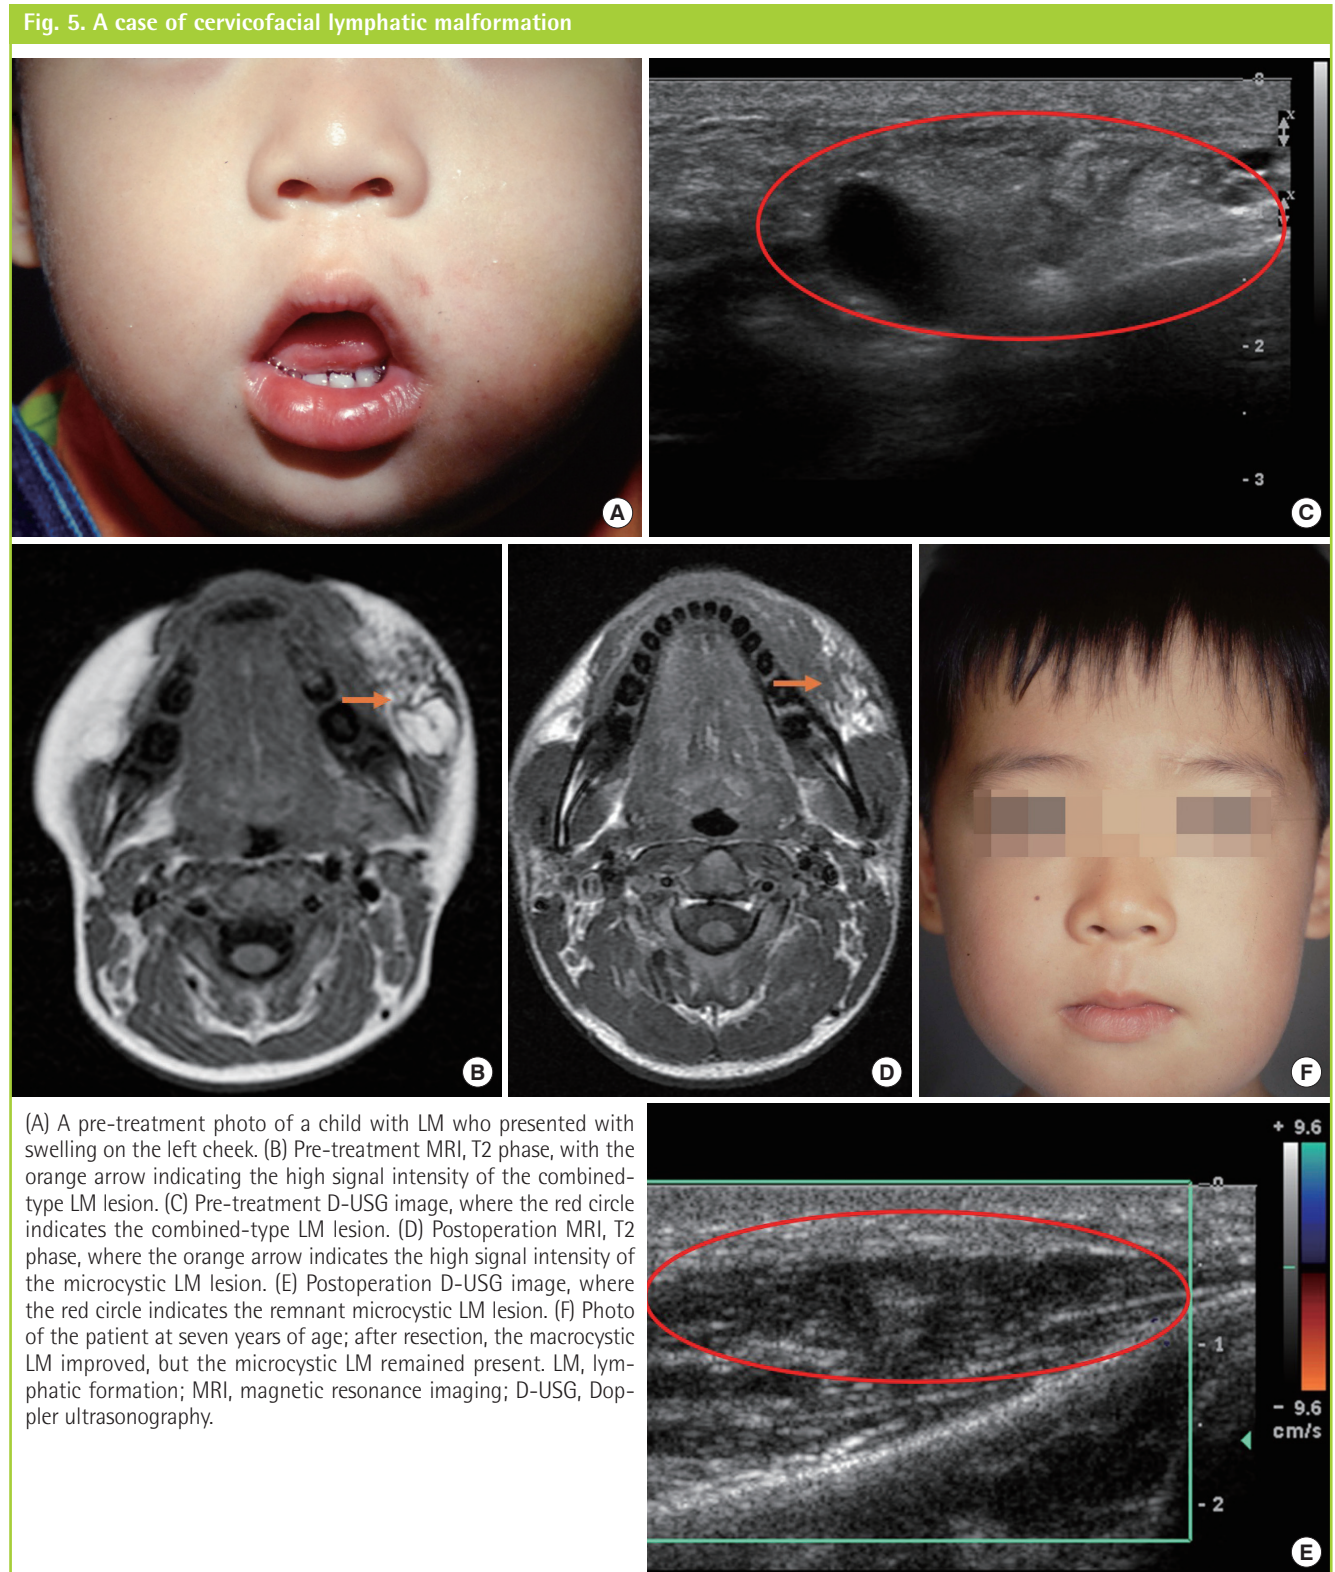 Fig. 5. A case of cervicofacial lymphatic malformation
A
0
x
x
- 2
- 3
C
B
D
F
(A) A pre-treatment photo of a child with LM who presented with
swelling on the left cheek. (B) Pre-treatment MRI, T2 phase, with the
orange arrow indicating the high signal intensity of the combined-
type LM lesion. (C) Pre-treatment D-USG image, where the red circle
indicates the combined-type LM lesion. (D) Postoperation MRI, T2
phase, where the orange arrow indicates the high signal intensity of
the microcystic LM lesion. (E) Postoperation D-USG image, where
the red circle indicates the remnant microcystic LM lesion. (F) Photo
of the patient at seven years of age; after resection, the macrocystic
LM improved, but the microcystic LM remained present. LM, lym-
phatic formation; MRI, magnetic resonance imaging; D-USG, Dop-
pler ultrasonography.
+ 9.6
0
- 1
- 9.6
cm/s
- 2
E